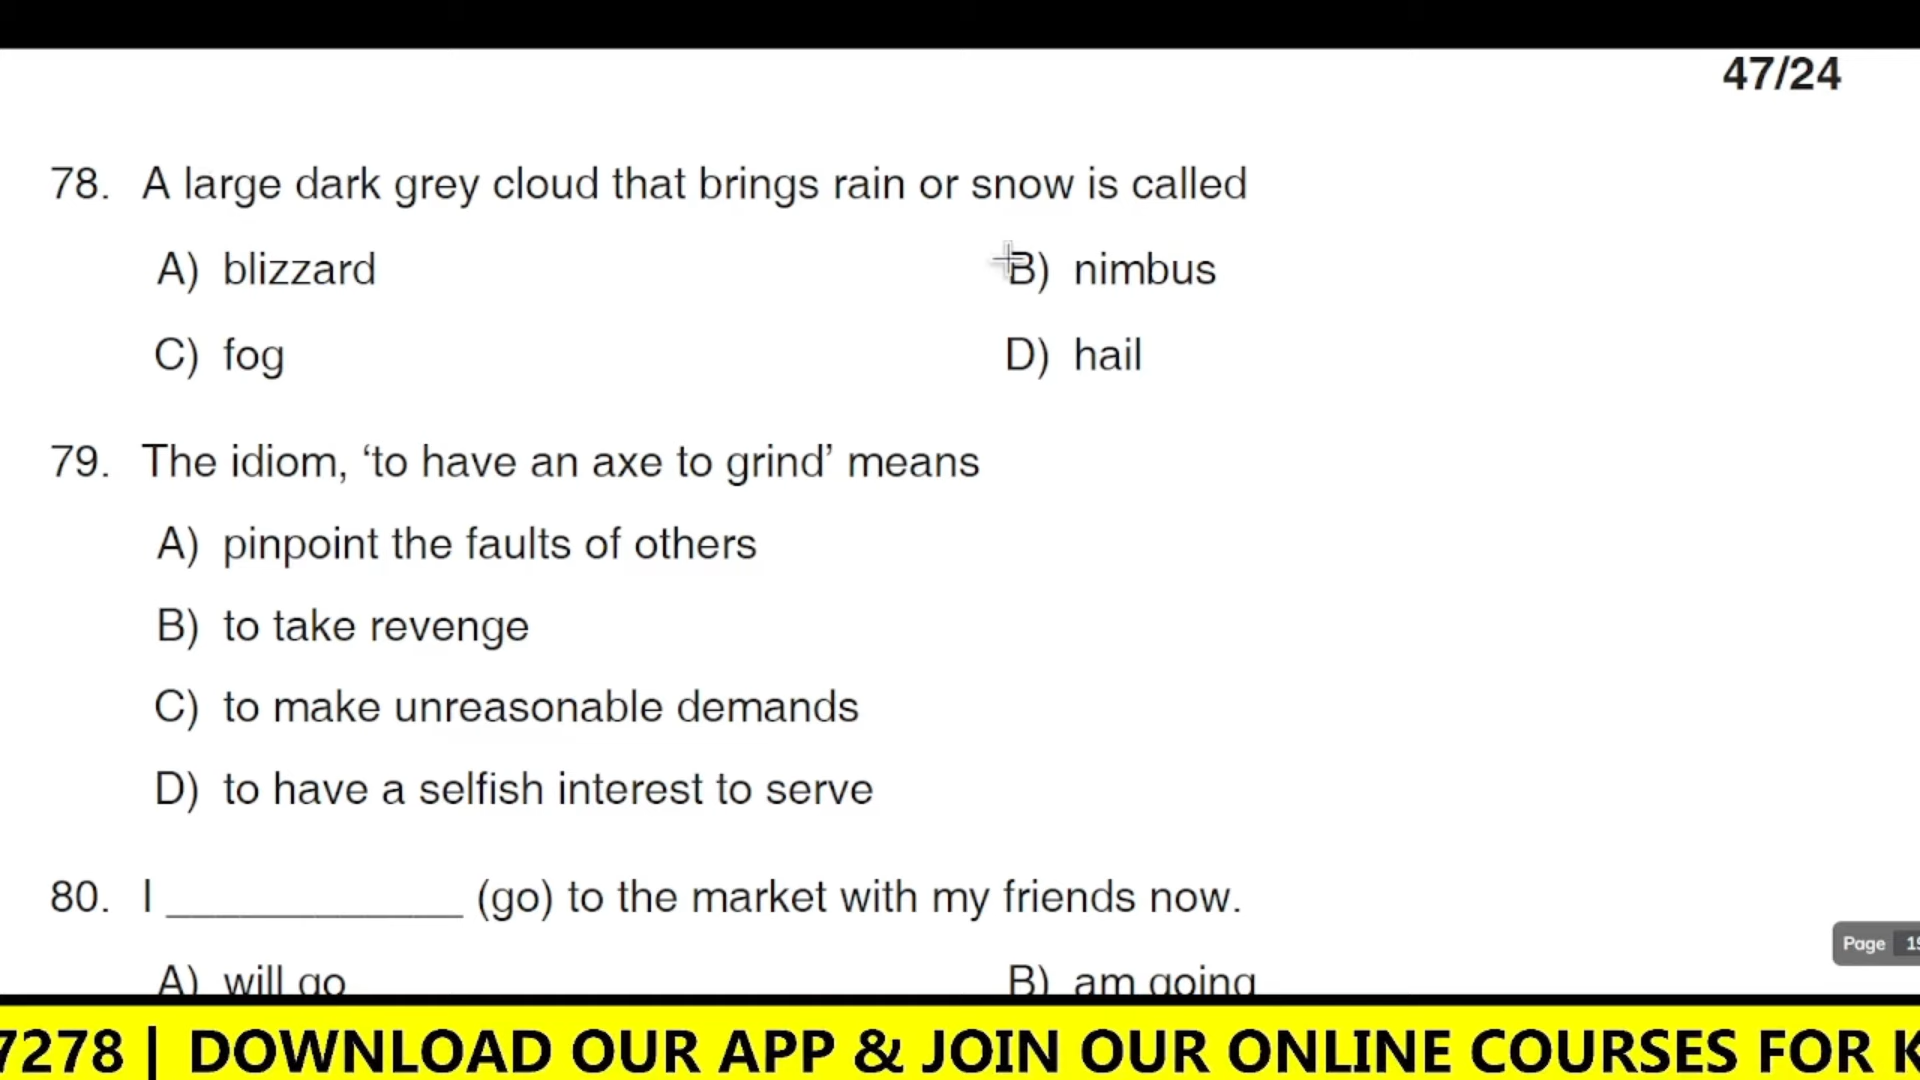 47/24
78. A large dark grey cloud that brings rain or snow is called
A) blizzard B) nimbus
C) fog D) hail
79. The idiom, ‘to have an axe to grind’ means
A) pinpoint the faults of others
B) to take revenge
C) to make unreasonable demands
D) to have a selfish interest to serve
80. I ____________ (go) to the market with my friends now.
Page 19
A) will go B) am going
7278 | DOWNLOAD OUR APP & JOIN OUR ONLINE COURSES FOR K